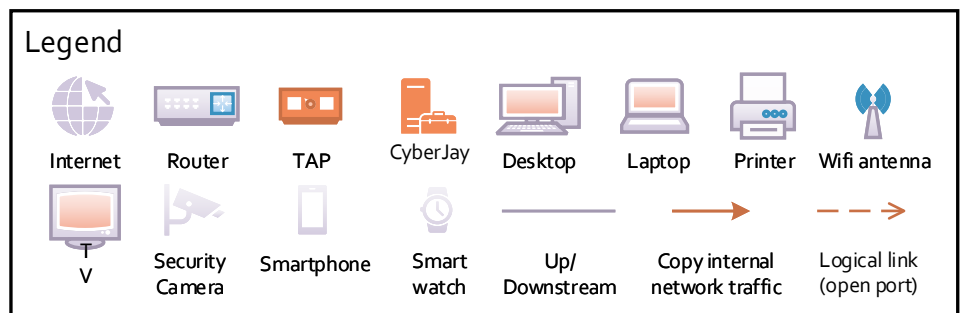 Legend
Internet Router TAP CyberJay Desktop Laptop Printer Wifi antenna
T
V
Security
Camera
Smartphone
Smart
watch
Up/
Downstream
Copy internal
network traffic
Logical link
(open port)